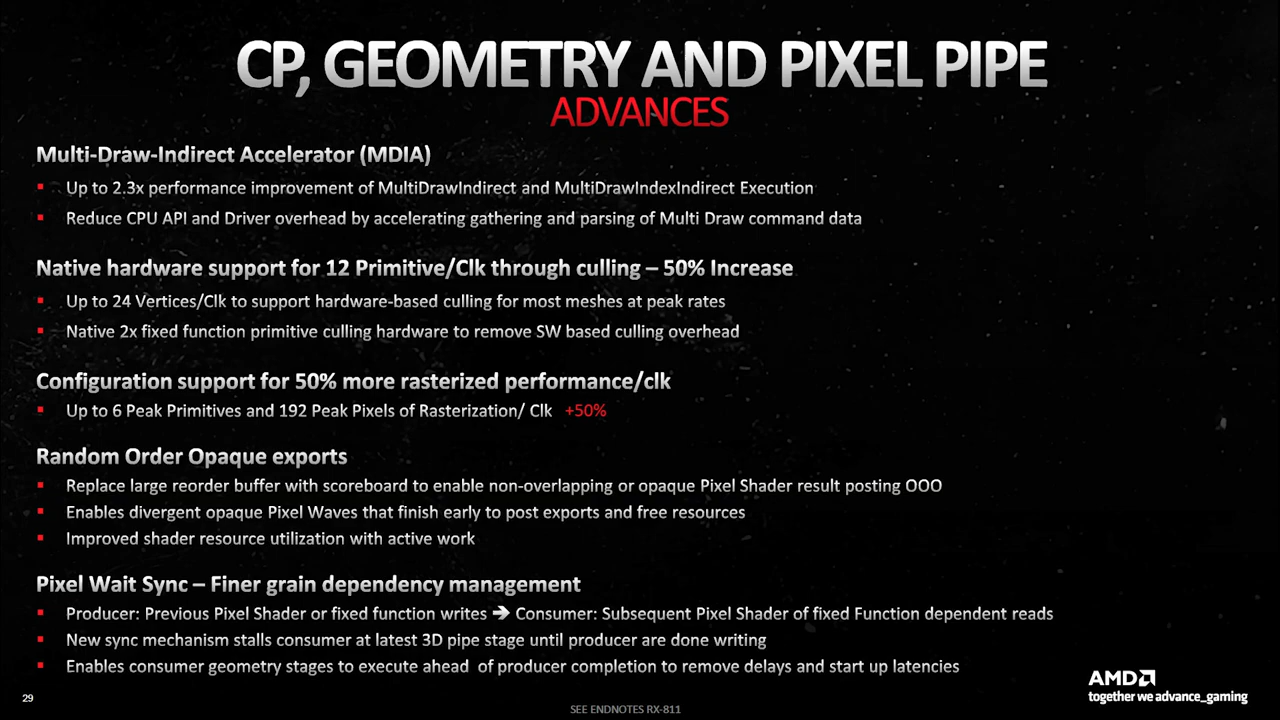 CP, GEOMETRY AND PIXEL PIPE
ADVANCES
Multi-Draw-Indirect Accelerator (MDIA)
▪ Up to 2.3x performance improvement of MultiDrawIndirect and MultiDrawIndexIndirect Execution
▪ Reduce CPU API and Driver overhead by accelerating gathering and parsing of Multi Draw command data
Native hardware support for 12 Primitive/Clk through culling – 50% Increase
▪ Up to 24 Vertices/Clk to support hardware-based culling for most meshes at peak rates
▪ Native 2x fixed function primitive culling hardware to remove SW based culling overhead
Configuration support for 50% more rasterized performance/clk
▪ Up to 6 Peak Primitives and 192 Peak Pixels of Rasterization/ Clk +50%
Random Order Opaque exports
▪ Replace large reorder buffer with scoreboard to enable non-overlapping or opaque Pixel Shader result posting OOO
▪ Enables divergent opaque Pixel Waves that finish early to post exports and free resources
▪ Improved shader resource utilization with active work
Pixel Wait Sync – Finer grain dependency management
▪ Producer: Previous Pixel Shader or fixed function writes ➔ Consumer: Subsequent Pixel Shader of fixed Function dependent reads
▪ New sync mechanism stalls consumer at latest 3D pipe stage until producer are done writing
▪ Enables consumer geometry stages to execute ahead of producer completion to remove delays and start up latencies
AMD
together we advance_gaming
29
SEE ENDNOTES RX-811